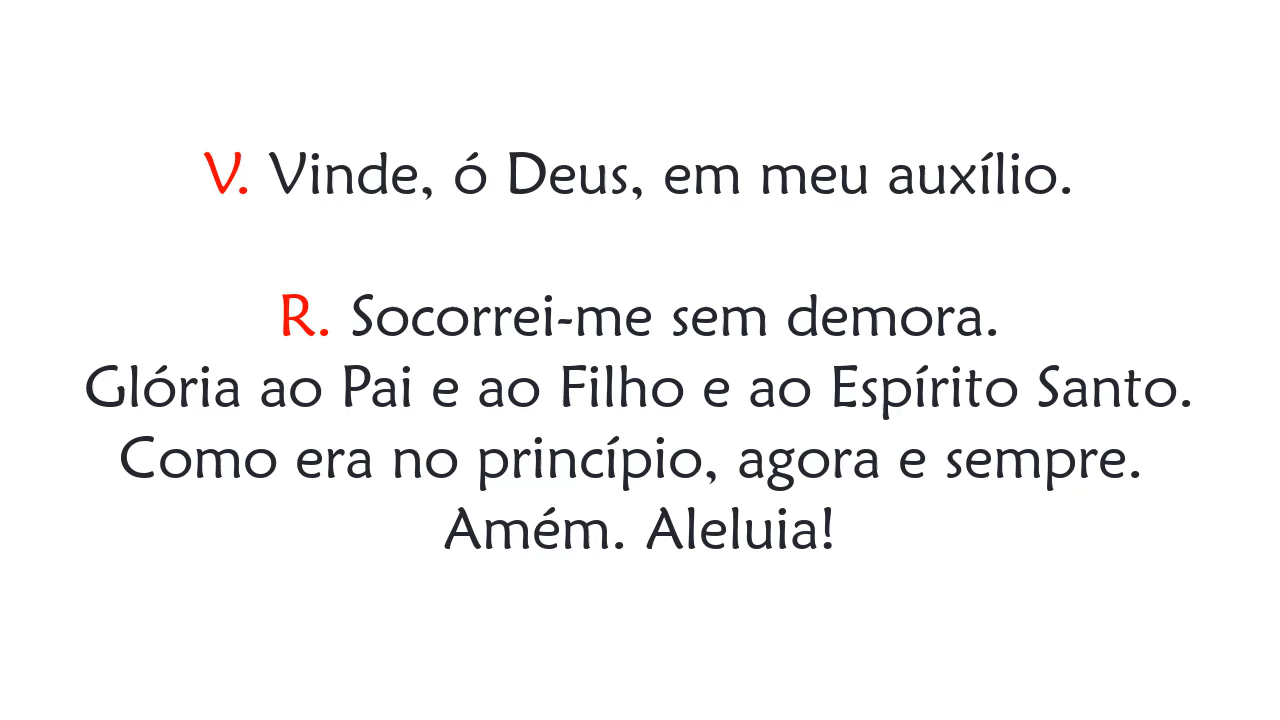 V. Vinde, ó Deus, em meu auxílio.
R. Socorrei-me sem demora.
Glória ao Pai e ao Filho e ao Espírito Santo.
Como era no princípio, agora e sempre.
Amém. Aleluia!